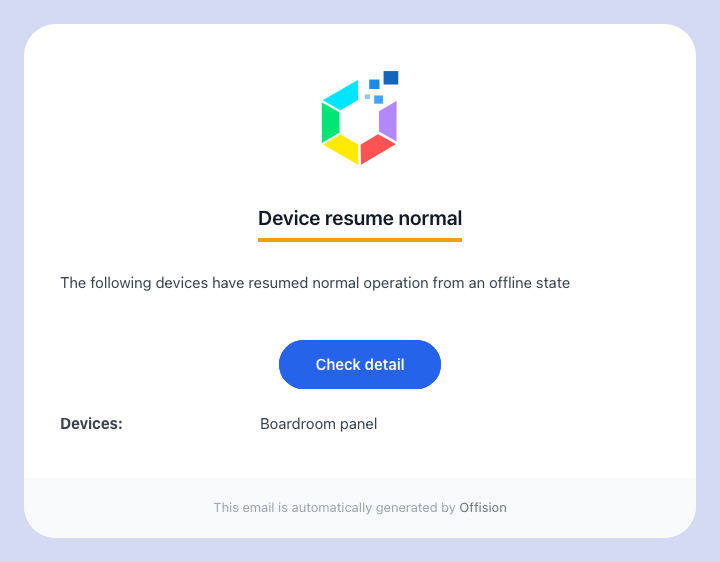 Device resume normal
The following devices have resumed normal operation from an offline state
Check detail
Devices: Boardroom panel
This email is automatically generated by Offision